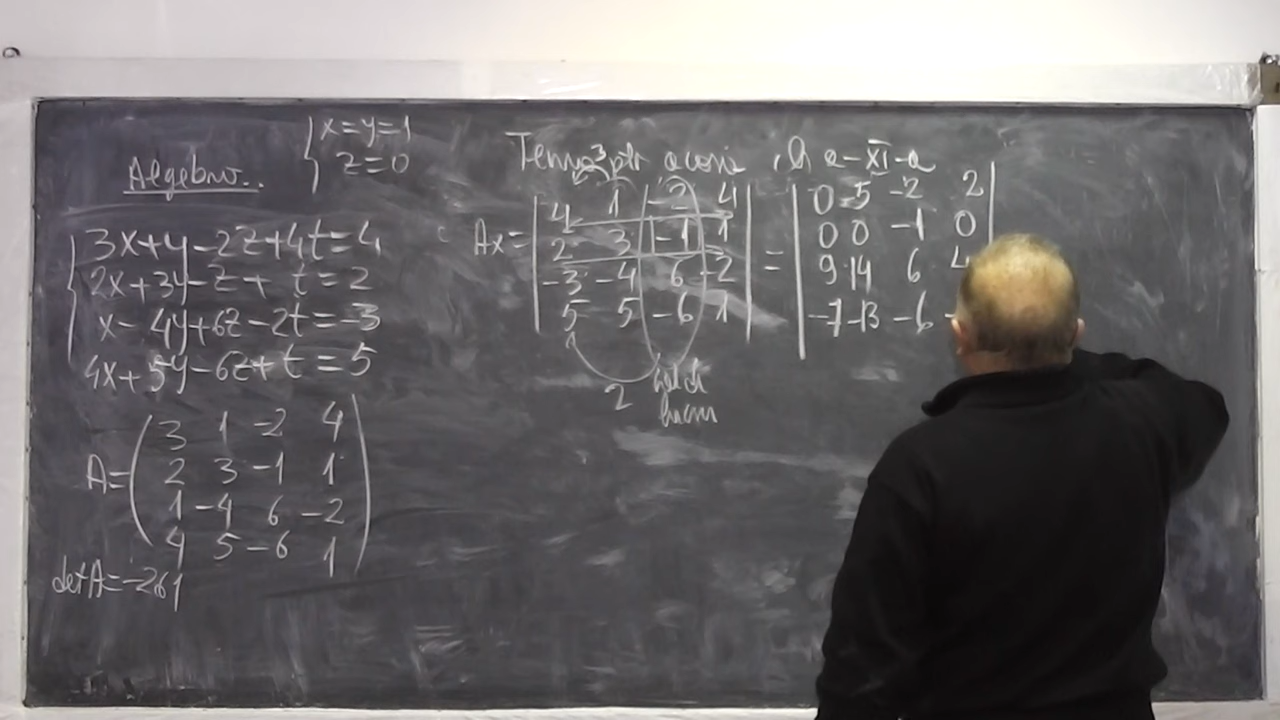 Algebra..
x=y=1
z=0
3x+y-2z+4t=4
2x+3y-z+t=2
x-4y+6z-2t=-3
4x+5y-6z+t=5
A=
3 1 -2 4
2 3 -1 1
1 -4 6 -2
4 5 -6 1
detA=-261
3 a-XI-a
Ax=
4 1 -2 4
2 3 -1 1
-3 -4 6 -2
5 5 -6 1
2
=
0 -5 -2 2
0 0 -1 0
9 14 6 4
-7 -13 -6